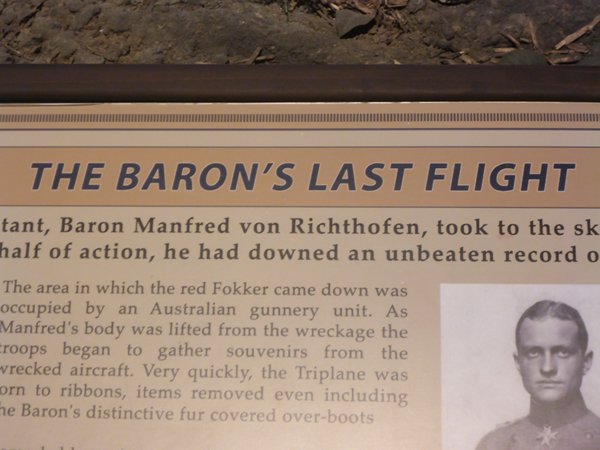 THE BARON'S LAST FLIGHT
tant, Baron Manfred von Richthofen, took to the sk
half of action, he had downed an unbeaten record o
The area in which the red Fokker came down was
occupied by an Australian gunnery unit. As
Manfred's body was lifted from the wreckage the
troops began to gather souvenirs from the
wrecked aircraft. Very quickly, the Triplane was
orn to ribbons, items removed even including
he Baron's distinctive fur covered over-boots